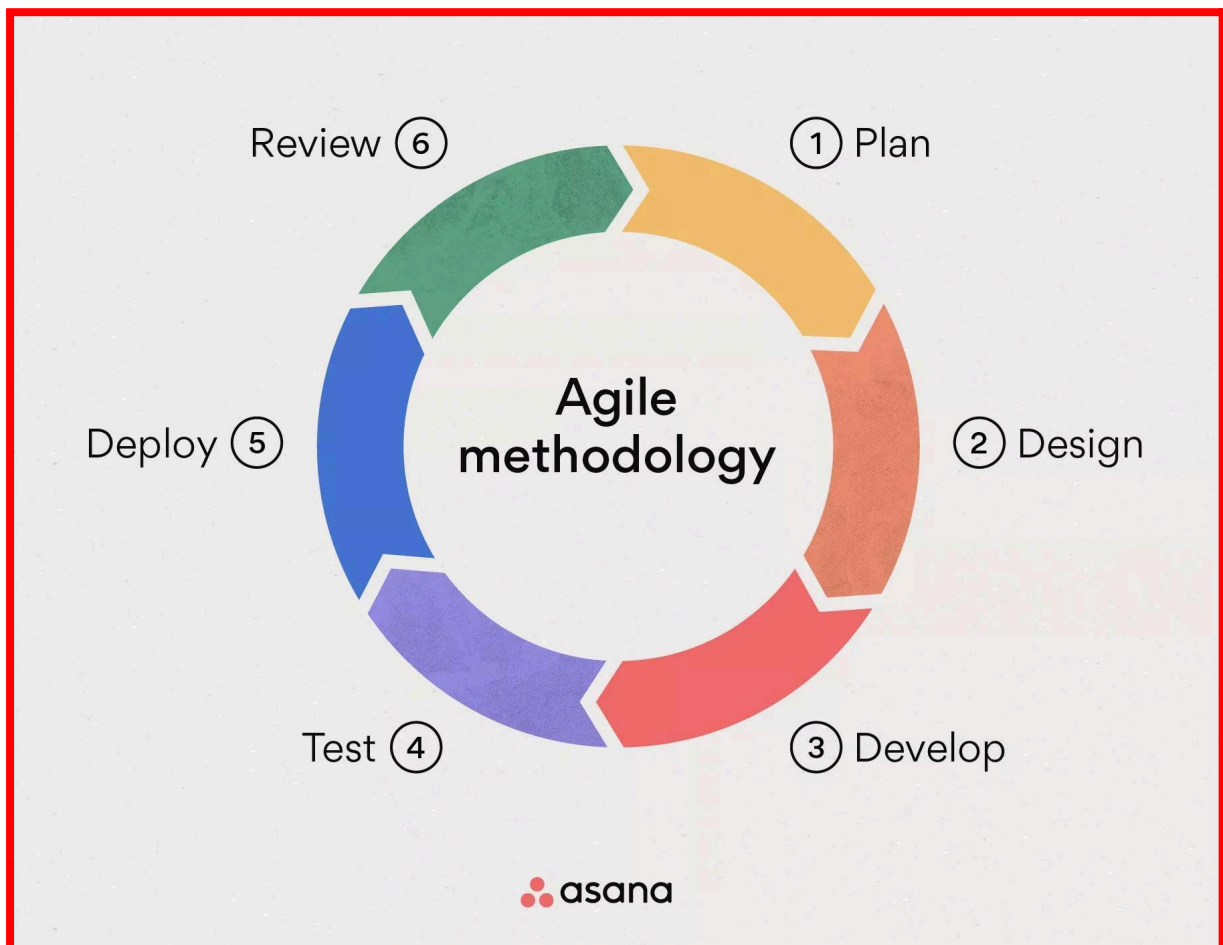 Agile
methodology
1 Plan
2 Design
3 Develop
4 Test
5 Deploy
6 Review
asana